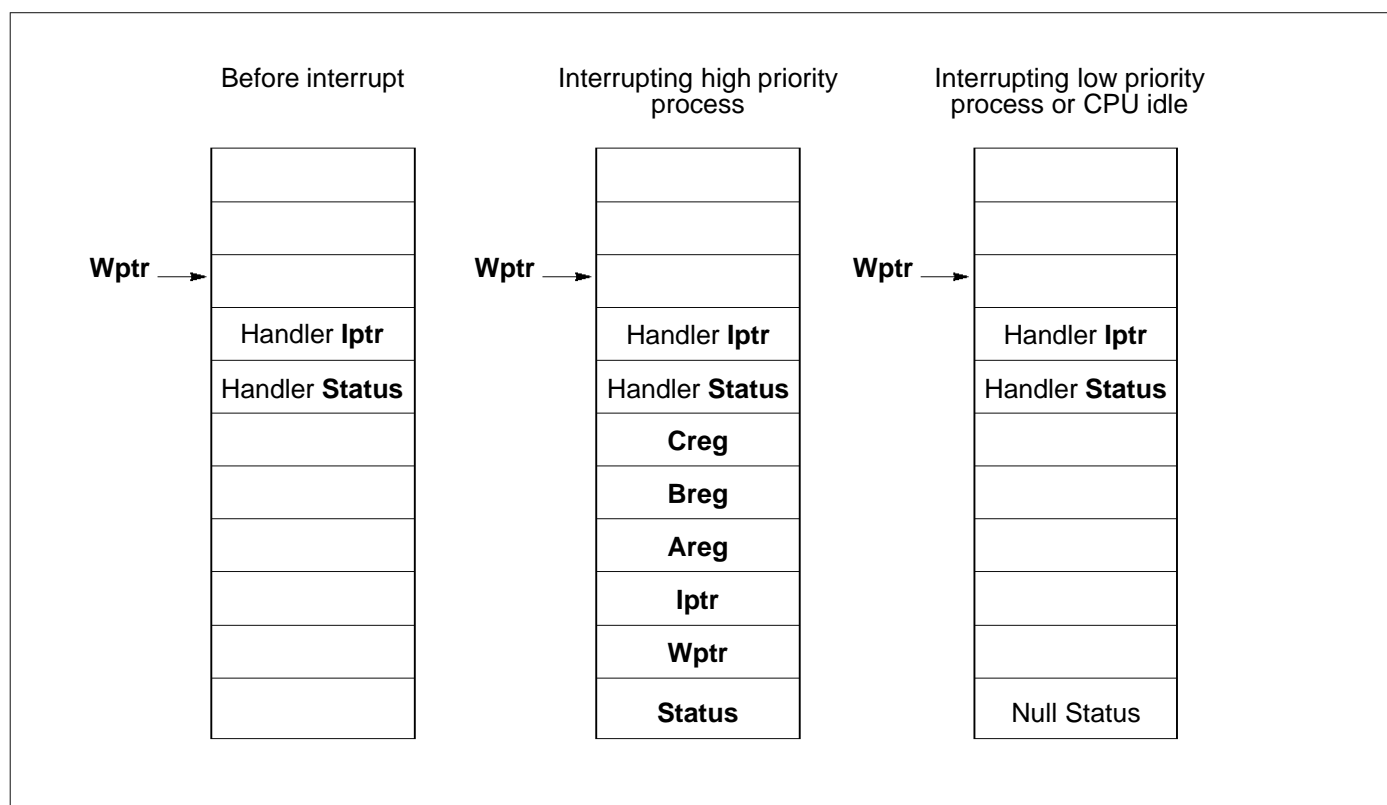 Before interrupt
Interrupting high priority
process
Interrupting low priority
process or CPU idle
Wptr
Handler Iptr
Handler Status
Wptr
Handler Iptr
Handler Status
Creg
Breg
Areg
Iptr
Wptr
Status
Wptr
Handler Iptr
Handler Status
Null Status